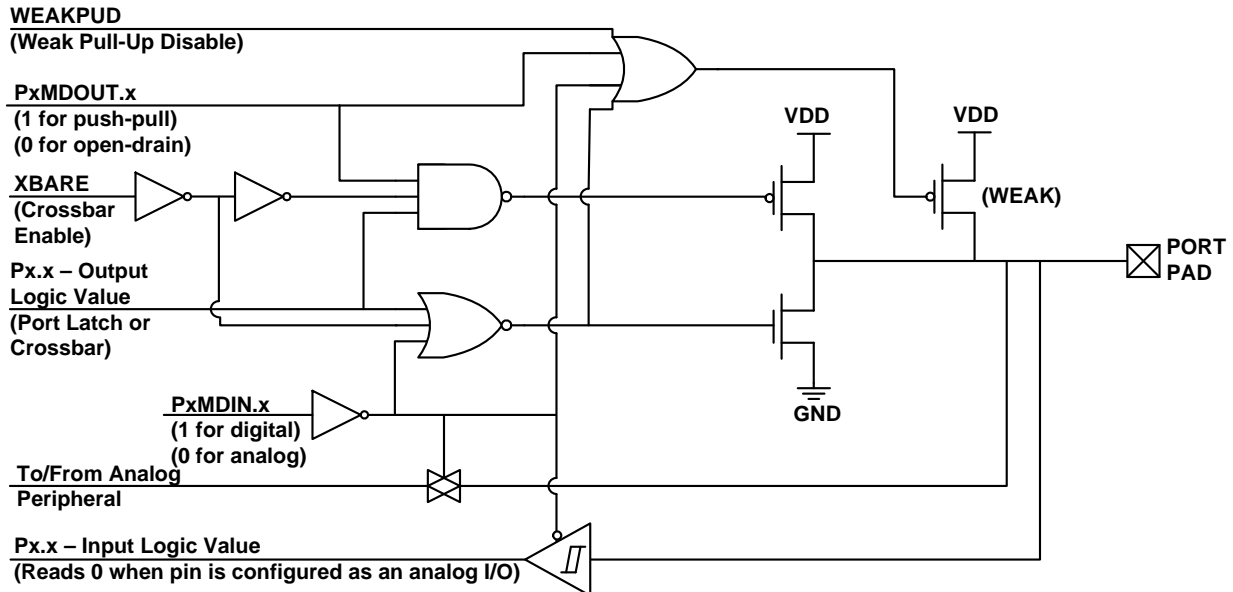 WEAKPUD
(Weak Pull-Up Disable)
PxMDOUT.x
(1 for push-pull)
(0 for open-drain)
XBARE
(Crossbar
Enable)
Px.x – Output
Logic Value
(Port Latch or
Crossbar)
PxMDIN.x
(1 for digital)
(0 for analog)
To/From Analog
Peripheral
Px.x – Input Logic Value
(Reads 0 when pin is configured as an analog I/O)
VDD
VDD
(WEAK)
GND
PORT
PAD